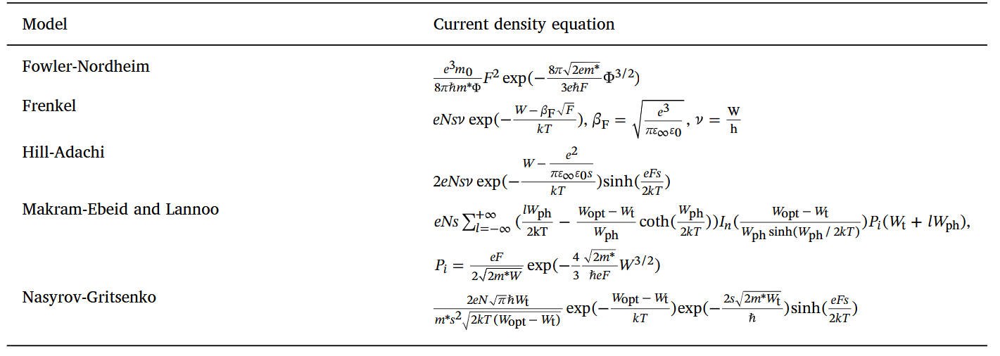 Model Current density equation
Fowler-Nordheim $\frac{e^3 m_0}{8\pi\hbar m^*\Phi} F^2 \exp(-\frac{8\pi\sqrt{2em^*}}{3e\hbar F}\Phi^{3/2})$
Frenkel $eNs\nu \exp(-\frac{W-\beta_{\mathrm{F}}\sqrt{F}}{kT}), \beta_{\mathrm{F}} = \sqrt{\frac{e^3}{\pi\varepsilon_\infty\varepsilon_0}}, \nu = \frac{\mathrm{W}}{\mathrm{h}}$
Hill-Adachi $2eNs\nu \exp(-\frac{W-\frac{e^2}{\pi\varepsilon_\infty\varepsilon_0 s}}{kT})\sinh(\frac{eFs}{2kT})$
Makram-Ebeid and Lannoo $eNs \sum_{l=-\infty}^{+\infty} (\frac{lW_{\mathrm{ph}}}{2\mathrm{kT}} - \frac{W_{\mathrm{opt}}-W_{\mathrm{t}}}{W_{\mathrm{ph}}}\coth(\frac{W_{\mathrm{ph}}}{2kT}))I_n(\frac{W_{\mathrm{opt}}-W_{\mathrm{t}}}{W_{\mathrm{ph}}\sinh(W_{\mathrm{ph}}/2kT)})P_i(W_{\mathrm{t}}+lW_{\mathrm{ph}}),$
$P_i = \frac{eF}{2\sqrt{2m^*W}} \exp(-\frac{4}{3}\frac{\sqrt{2m^*}}{\hbar eF}W^{3/2})$
Nasyrov-Gritsenko $\frac{2eN\sqrt{\pi}\hbar W_{\mathrm{t}}}{m^*s^2\sqrt{2kT(W_{\mathrm{opt}}-W_{\mathrm{t}})}} \exp(-\frac{W_{\mathrm{opt}}-W_{\mathrm{t}}}{kT})\exp(-\frac{2s\sqrt{2m^*W_{\mathrm{t}}}}{\hbar})\sinh(\frac{eFs}{2kT})$